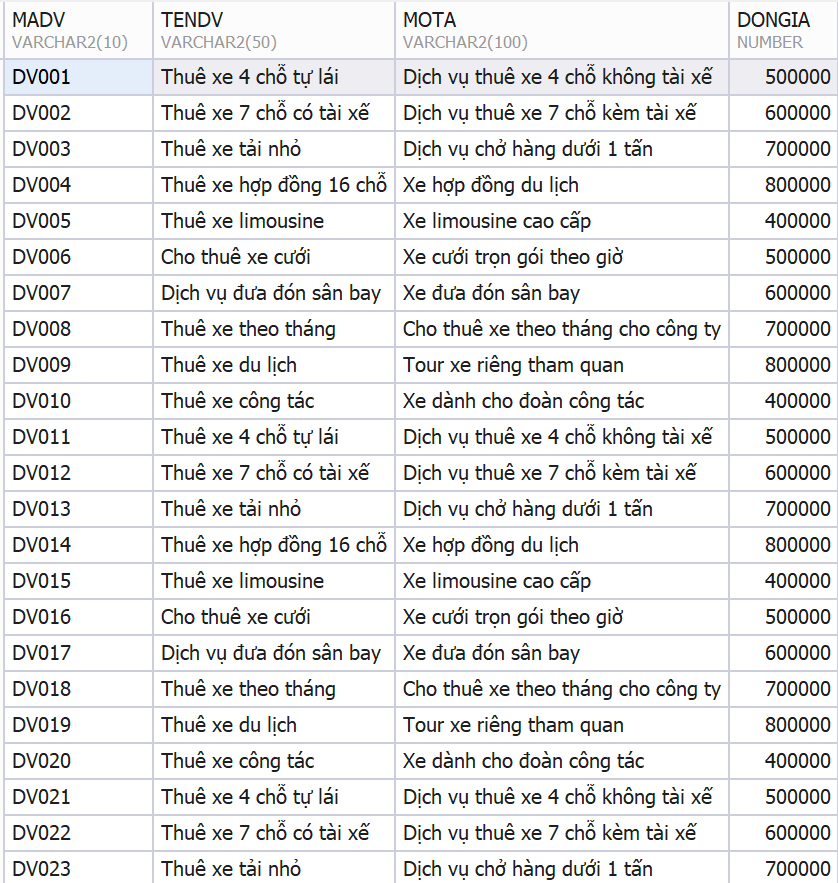 MADV TENDV MOTA DONGIA
VARCHAR2(10) VARCHAR2(50) VARCHAR2(100) NUMBER
DV001 Thuê xe 4 chỗ tự lái Dịch vụ thuê xe 4 chỗ không tài xế 500000
DV002 Thuê xe 7 chỗ có tài xế Dịch vụ thuê xe 7 chỗ kèm tài xế 600000
DV003 Thuê xe tải nhỏ Dịch vụ chở hàng dưới 1 tấn 700000
DV004 Thuê xe hợp đồng 16 chỗ Xe hợp đồng du lịch 800000
DV005 Thuê xe limousine Xe limousine cao cấp 400000
DV006 Cho thuê xe cưới Xe cưới trọn gói theo giờ 500000
DV007 Dịch vụ đưa đón sân bay Xe đưa đón sân bay 600000
DV008 Thuê xe theo tháng Cho thuê xe theo tháng cho công ty 700000
DV009 Thuê xe du lịch Tour xe riêng tham quan 800000
DV010 Thuê xe công tác Xe dành cho đoàn công tác 400000
DV011 Thuê xe 4 chỗ tự lái Dịch vụ thuê xe 4 chỗ không tài xế 500000
DV012 Thuê xe 7 chỗ có tài xế Dịch vụ thuê xe 7 chỗ kèm tài xế 600000
DV013 Thuê xe tải nhỏ Dịch vụ chở hàng dưới 1 tấn 700000
DV014 Thuê xe hợp đồng 16 chỗ Xe hợp đồng du lịch 800000
DV015 Thuê xe limousine Xe limousine cao cấp 400000
DV016 Cho thuê xe cưới Xe cưới trọn gói theo giờ 500000
DV017 Dịch vụ đưa đón sân bay Xe đưa đón sân bay 600000
DV018 Thuê xe theo tháng Cho thuê xe theo tháng cho công ty 700000
DV019 Thuê xe du lịch Tour xe riêng tham quan 800000
DV020 Thuê xe công tác Xe dành cho đoàn công tác 400000
DV021 Thuê xe 4 chỗ tự lái Dịch vụ thuê xe 4 chỗ không tài xế 500000
DV022 Thuê xe 7 chỗ có tài xế Dịch vụ thuê xe 7 chỗ kèm tài xế 600000
DV023 Thuê xe tải nhỏ Dịch vụ chở hàng dưới 1 tấn 700000